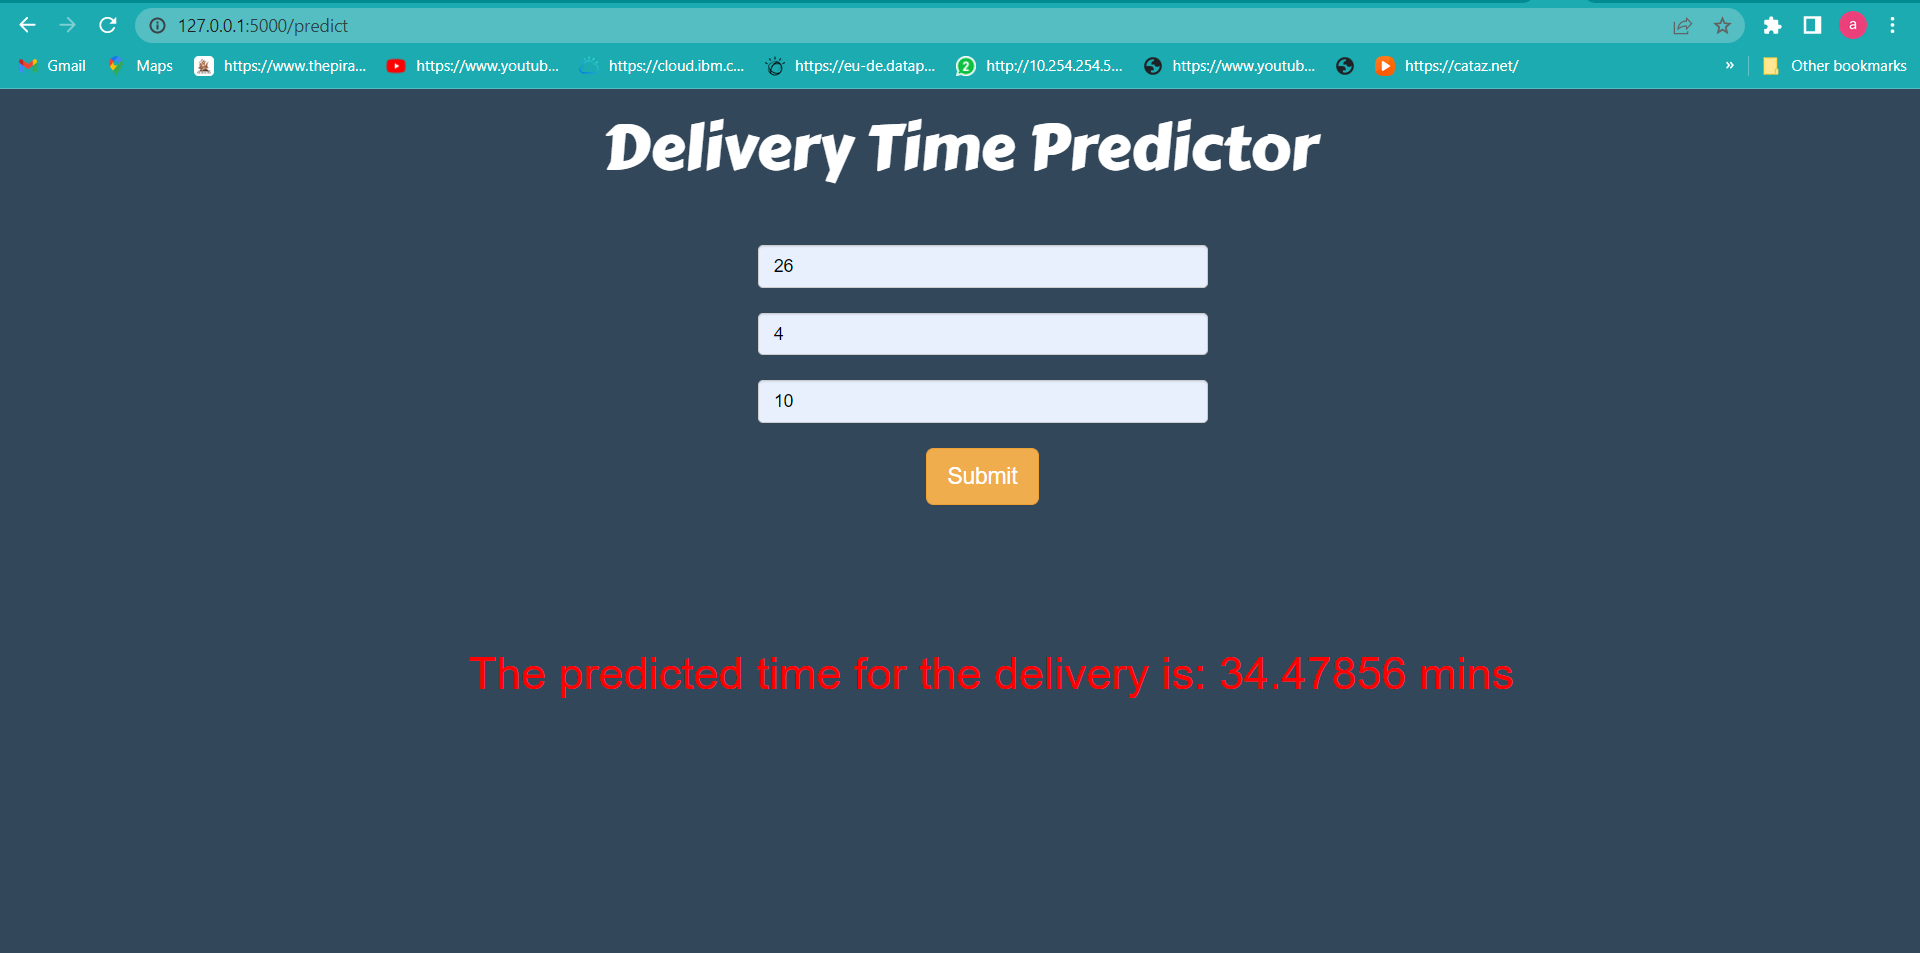 127.0.0.1:5000/predict
a
Gmail Maps https://www.thepira... https://www.youtub... https://cloud.ibm.c... https://eu-de.datap... 2 http://10.254.254.5... https://www.youtub... https://cataz.net/ » Other bookmarks
Delivery Time Predictor
26
4
10
Submit
The predicted time for the delivery is: 34.47856 mins